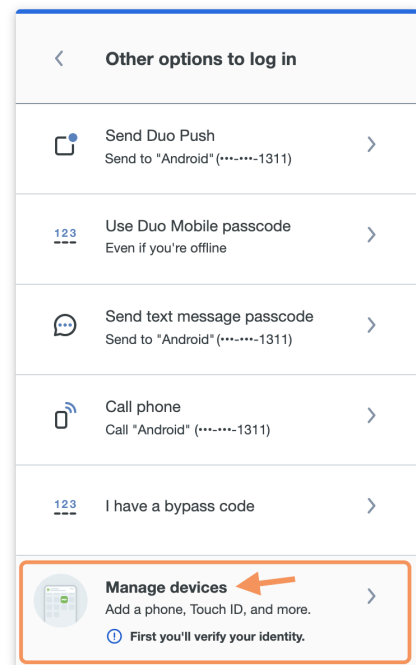 Other options to log in
Send Duo Push
Send to "Android" (•••-•••-1311)
123
Use Duo Mobile passcode
Even if you're offline
Send text message passcode
Send to "Android" (•••-•••-1311)
Call phone
Call "Android" (•••-•••-1311)
123
I have a bypass code
Manage devices
Add a phone, Touch ID, and more.
First you'll verify your identity.